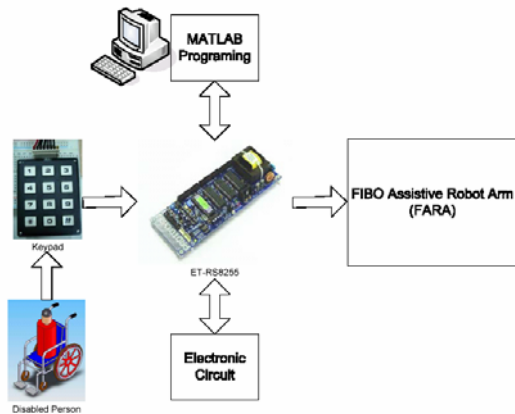 MATLAB
Programing
FIBO Assistive Robot Arm
(FARA)
Keypad
ET-RS8255
Electronic
Circuit
Disabled Person